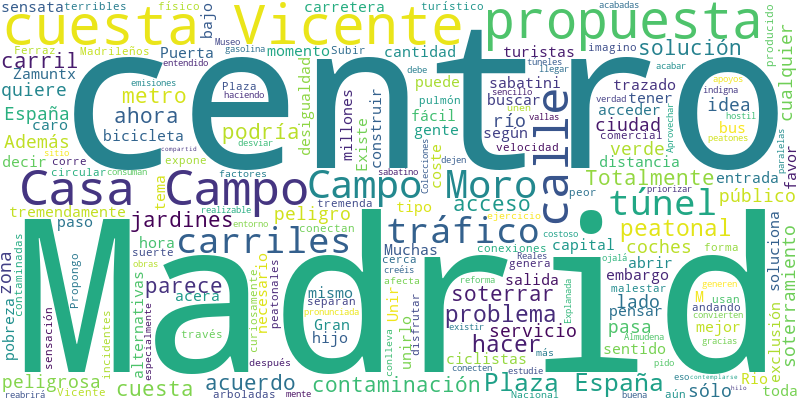 sensata terribles físico bajo carretera turístico acabadas
cuesta Vicente propuesta
Ferraz Madrileños Puerta momento Subir cantidad turistas Museo gasolina entendido imagino solución producido
carril Zamuntx emisiones Plaza haciendo desigualdad puede pulmón sabatini buscar debe túneles llegar acabar trazado apoyos indigna cualquier
centro
quiere metro España ahora podría millones Existe construir fácil sencillo unen verdad hostil tener acceder idea
Además caro bicicleta desviar gente río vallas ciudad comercial bus peatones Aprovechar
decir corre compartid expone coste según velocidad calle verde paralelas favor
sitio circular consuman factores sabatino Colecciones dejen Totalmente distancia entrada
Casa Campo Campo Moro priorizar peor público
tremendamente tema realizable entorno tremenda acceso ejercicio túnel
jardines peligro tipo tráfico costoso peatonal
zona contaminadas paso hora conectan Muchas conexiones capital forma soluciona soterramiento
pobreza Propongo suerte obras carriles necesario cerca creéis genera Reales coches ojalá
sensación alternativas parece acera curiosamente peatonales mismo separan afecta Unir salida reforma embargo abrir generen malestar
incidentes especialmente través pronunciada Gran soterrar Explanada lado usan M andando convierten exclusión
Madrid
hijo unirlo disfrutar problema servicio existir pensar mejor Almudena gracias
peligrosa acuerdo después conlleva ciclistas hacer más conecten pasa sentido Río
reabrirá Vicente cuesta arboladas mente contaminación Plaza España Nacional estudie sólo pido buena eso aún contemplarse hilo toda